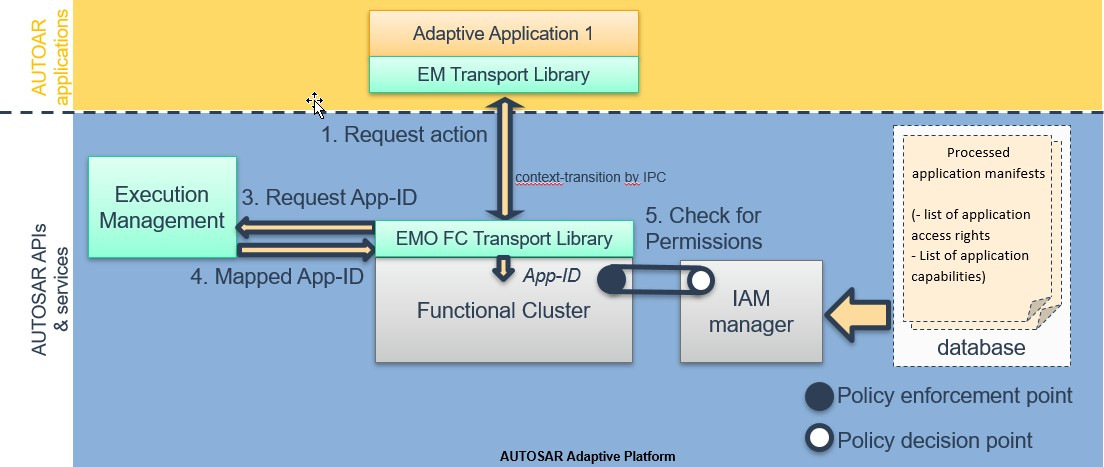 AUTOAR
applications
Adaptive Application 1
EM Transport Library
1. Request action
context-transition by IPC
Processed
application manifests
(- list of application
access rights
- List of application
capabilities)
database
AUTOSAR APIs
& services
Execution
Management
3. Request App-ID
4. Mapped App-ID
EMO FC Transport Library
App-ID
Functional Cluster
5. Check for
Permissions
IAM
manager
Policy enforcement point
Policy decision point
AUTOSAR Adaptive Platform